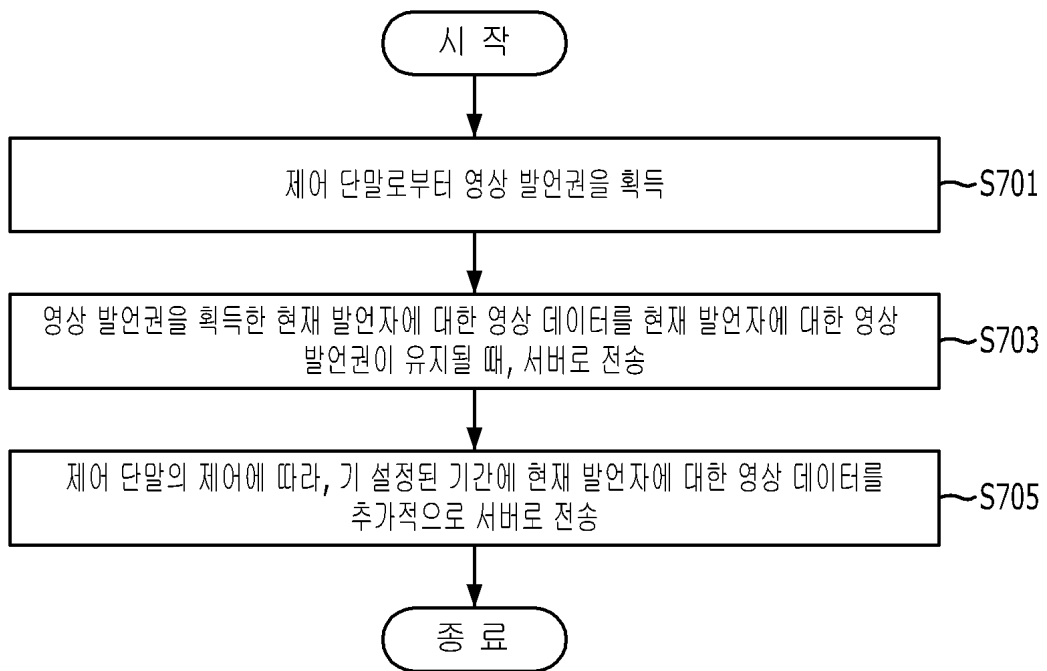 시 작
제어 단말로부터 영상 발언권을 획득
S701
영상 발언권을 획득한 현재 발언자에 대한 영상 데이터를 현재 발언자에 대한 영상
발언권이 유지될 때, 서버로 전송
S703
제어 단말의 제어에 따라, 기 설정된 기간에 현재 발언자에 대한 영상 데이터를
추가적으로 서버로 전송
S705
종 료